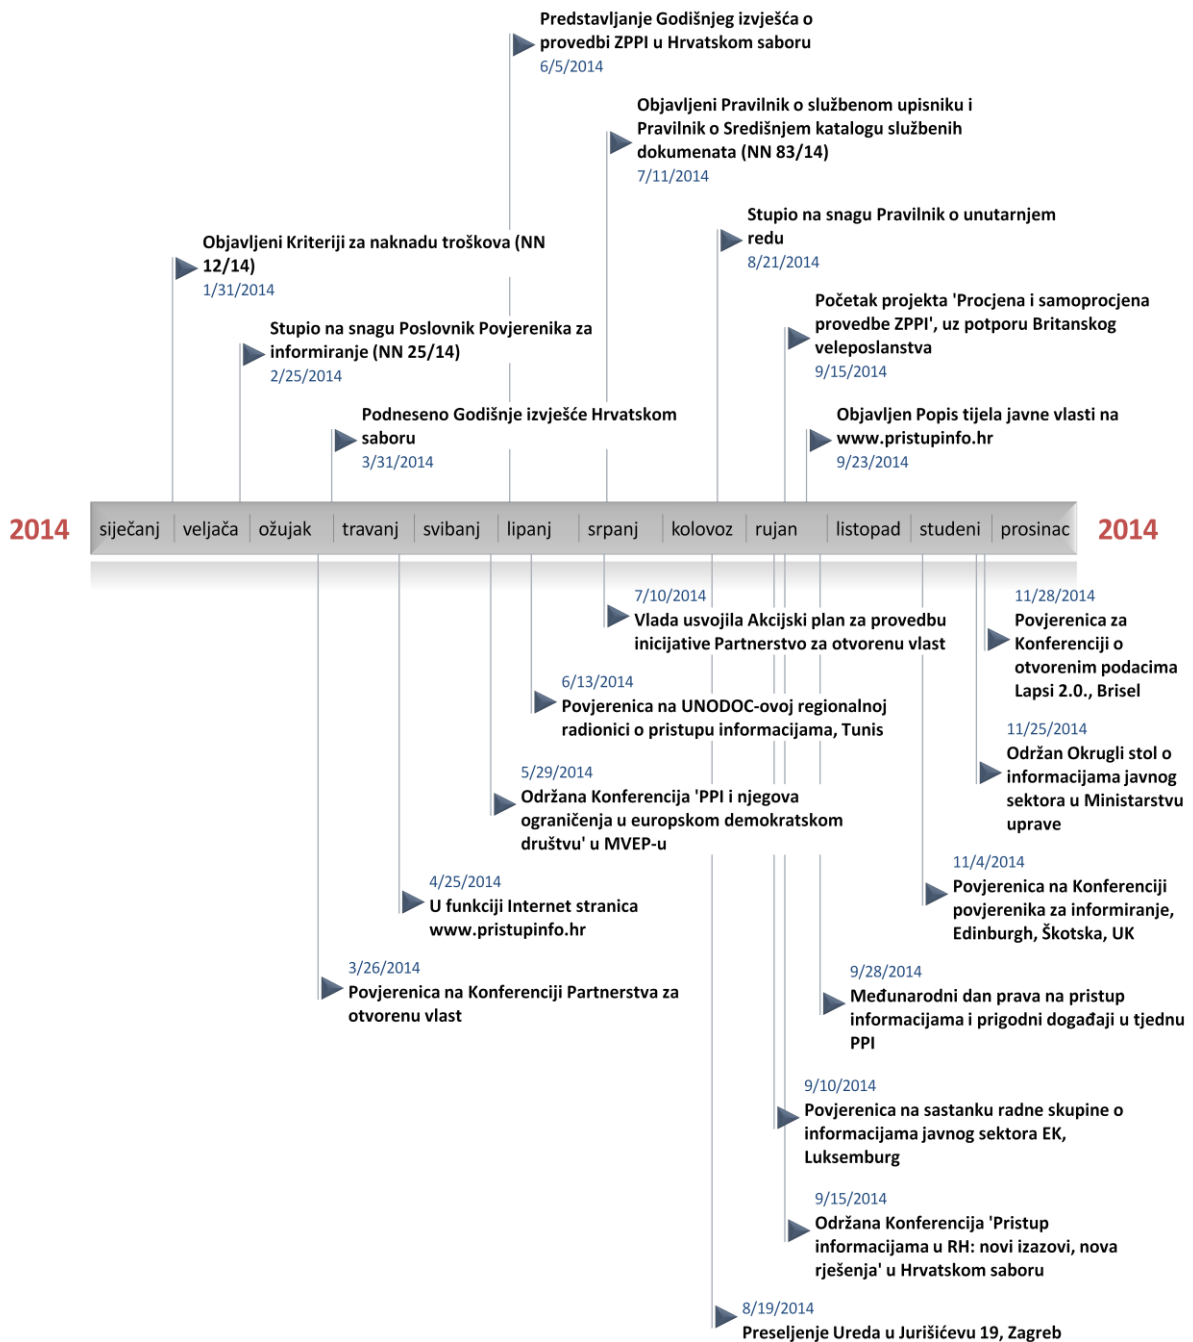 Predstavljanje Godišnjeg izvješća o
provedbi ZPPI u Hrvatskom saboru
6/5/2014
Objavljeni Pravilnik o službenom upisniku i
Pravilnik o Središnjem katalogu službenih
dokumenata (NN 83/14)
7/11/2014
Stupio na snagu Pravilnik o unutarnjem
redu
8/21/2014
Objavljeni Kriteriji za naknadu troškova (NN
12/14)
1/31/2014
Početak projekta 'Procjena i samoprocjena
provedbe ZPPI', uz potporu Britanskog
veleposlanstva
9/15/2014
Stupio na snagu Poslovnik Povjerenika za
informiranje (NN 25/14)
2/25/2014
Podneseno Godišnje izvješće Hrvatskom
saboru
3/31/2014
Objavljen Popis tijela javne vlasti na
www.pristupinfo.hr
9/23/2014
2014 siječanj veljača ožujak travanj svibanj lipanj srpanj kolovoz rujan listopad studeni prosinac 2014
7/10/2014
Vlada usvojila Akcijski plan za provedbu
inicijative Partnerstvo za otvorenu vlast
11/28/2014
Povjerenica za
Konferenciji o
otvorenim podacima
Lapsi 2.0., Brisel
6/13/2014
Povjerenica na UNODOC-ovoj regionalnoj
radionici o pristupu informacijama, Tunis
11/25/2014
Održan Okrugli stol o
informacijama javnog
sektora u Ministarstvu
uprave
5/29/2014
Održana Konferencija 'PPI i njegova
ograničenja u europskom demokratskom
društvu' u MVEP-u
11/4/2014
Povjerenica na Konferenciji
povjerenika za informiranje,
Edinburgh, Škotska, UK
4/25/2014
U funkciji Internet stranica
www.pristupinfo.hr
3/26/2014
Povjerenica na Konferenciji Partnerstva za
otvorenu vlast
9/28/2014
Međunarodni dan prava na pristup
informacijama i prigodni događaji u tjednu
PPI
9/10/2014
Povjerenica na sastanku radne skupine o
informacijama javnog sektora EK,
Luksemburg
9/15/2014
Održana Konferencija 'Pristup
informacijama u RH: novi izazovi, nova
rješenja' u Hrvatskom saboru
8/19/2014
Preseljenje Ureda u Jurišićevu 19, Zagreb